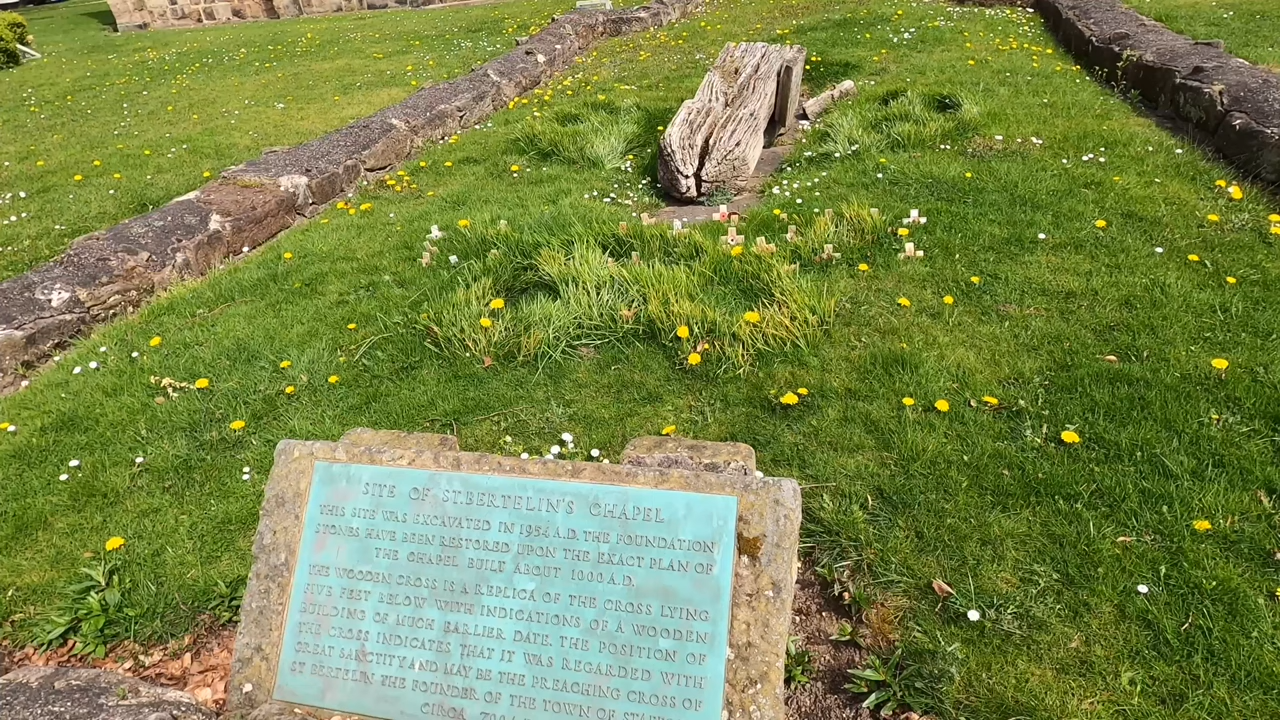 SITE OF ST.BERTELIN'S CHAPEL
THIS SITE WAS EXCAVATED IN 1954 A.D. THE FOUNDATION
STONES HAVE BEEN RESTORED UPON THE EXACT PLAN OF
THE CHAPEL BUILT ABOUT 1000 A.D.
THE WOODEN CROSS IS A REPLICA OF THE CROSS LYING
FIVE FEET BELOW WITH INDICATIONS OF A WOODEN
BUILDING OF MUCH EARLIER DATE. THE POSITION OF
THE CROSS INDICATES THAT IT WAS REGARDED WITH
GREAT SANCTITY AND MAY BE THE PREACHING CROSS OF
ST BERTELIN THE FOUNDER OF THE TOWN OF
CIRCA 700